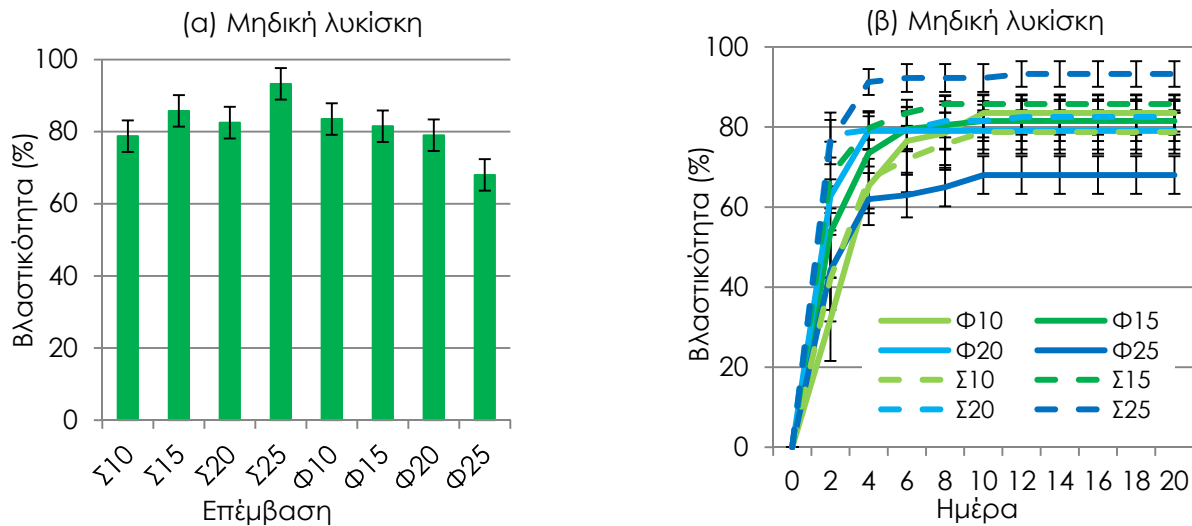 (α) Μηδική λυκίσκη
100
80
60
40
20
0
Βλαστικότητα (%)
Σ10 Σ15 Σ20 Σ25 Φ10 Φ15 Φ20 Φ25
Επέμβαση
(β) Μηδική λυκίσκη
100
80
60
40
20
0
Βλαστικότητα (%)
Φ10 Φ15
Φ20 Φ25
Σ10 Σ15
Σ20 Σ25
0 2 4 6 8 10 12 14 16 18 20
Ημέρα